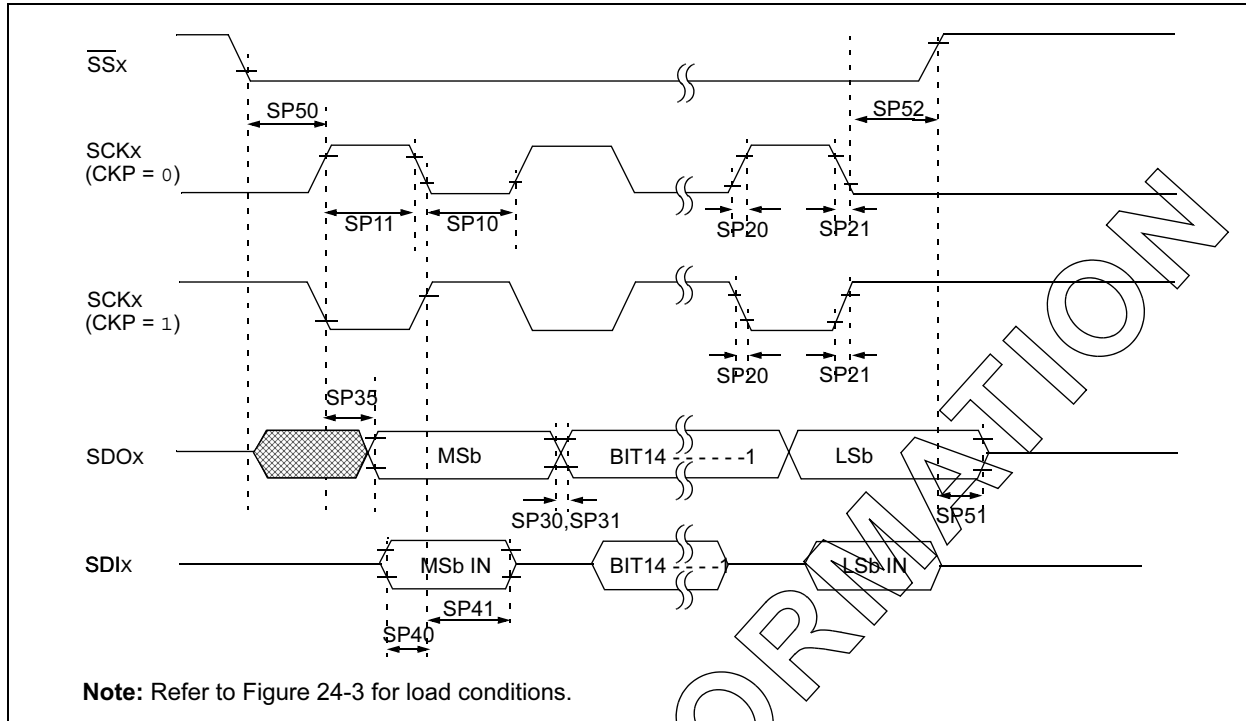 SSx
SP50
SP52
SCKx
(CKP = 0)
SP11
SP10
SP20
SP21
SCKx
(CKP = 1)
SP20
SP21
SP35
SDOx
MSb
BIT14 - - - - - -1
LSb
SP30,SP31
SP51
SDIx
MSb IN
BIT14 - - - -1
LSb IN
SP41
SP40
Note: Refer to Figure 24-3 for load conditions.
ORMATION